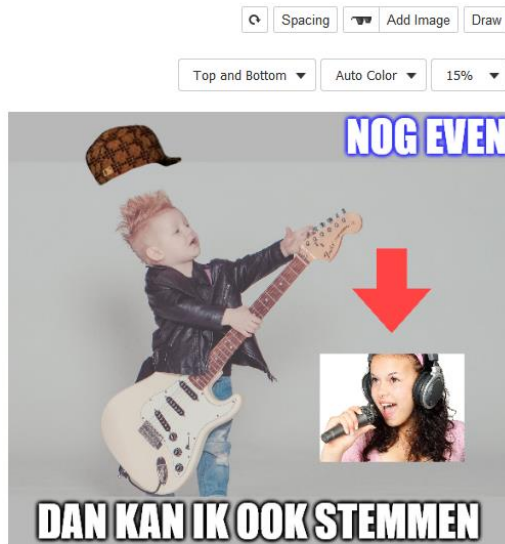 Spacing Add Image Draw
Top and Bottom Auto Color 15%
NOG EVEN
DAN KAN IK OOK STEMMEN